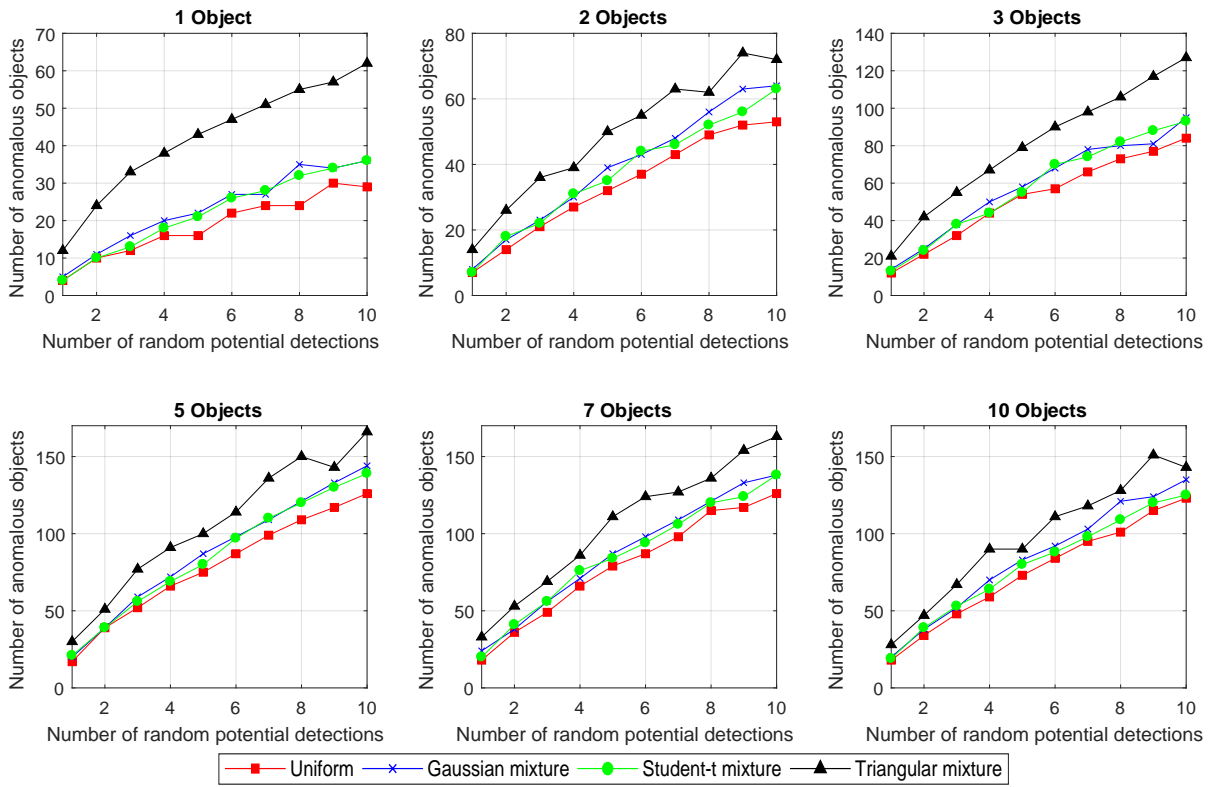 1 Object
2 Objects
3 Objects
Number of anomalous objects
70
60
50
40
30
20
10
0
2 4 6 8 10
Number of random potential detections
Number of anomalous objects
80
60
40
20
0
2 4 6 8 10
Number of random potential detections
Number of anomalous objects
140
120
100
80
60
40
20
0
2 4 6 8 10
Number of random potential detections
5 Objects
7 Objects
10 Objects
Number of anomalous objects
150
100
50
0
2 4 6 8 10
Number of random potential detections
Number of anomalous objects
150
100
50
0
2 4 6 8 10
Number of random potential detections
Number of anomalous objects
150
100
50
0
2 4 6 8 10
Number of random potential detections
Uniform Gaussian mixture Student-t mixture Triangular mixture